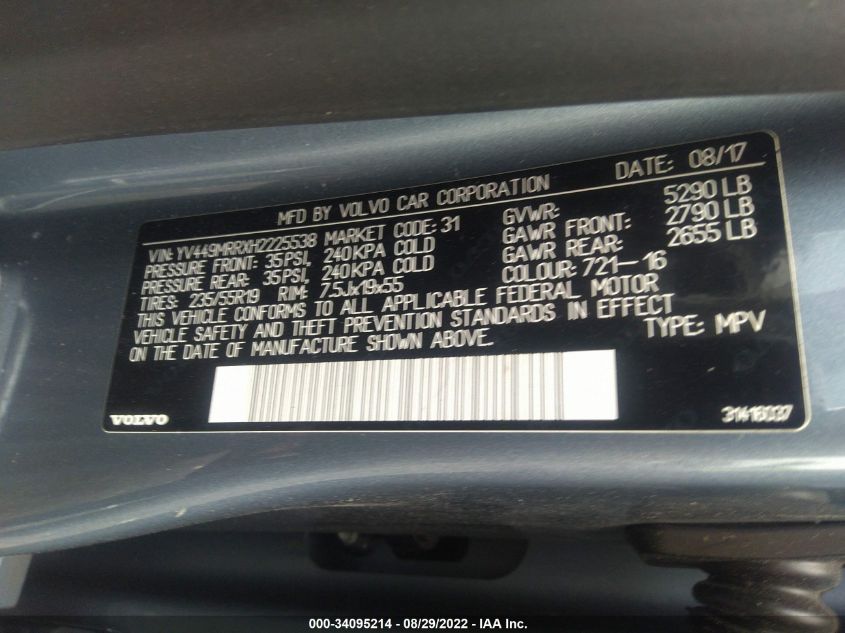 MFD BY VOLVO CAR CORPORATION DATE: 08/17
VIN: YV449MRRXH2225538 MARKET CODE: 31 GVWR: 5290 LB
PRESSURE FRONT: 35PSI, 240KPA COLD GAWR FRONT: 2790 LB
PRESSURE REAR: 35PSI, 240KPA COLD GAWR REAR: 2655 LB
TIRES: 235/55R19 RIM: 7.5Jx19x55 COLOUR: 721-16
THIS VEHICLE CONFORMS TO ALL APPLICABLE FEDERAL MOTOR
VEHICLE SAFETY AND THEFT PREVENTION STANDARDS IN EFFECT
ON THE DATE OF MANUFACTURE SHOWN ABOVE. TYPE: MPV
VOLVO 31416037
000-34095214 - 08/29/2022 - IAA Inc.